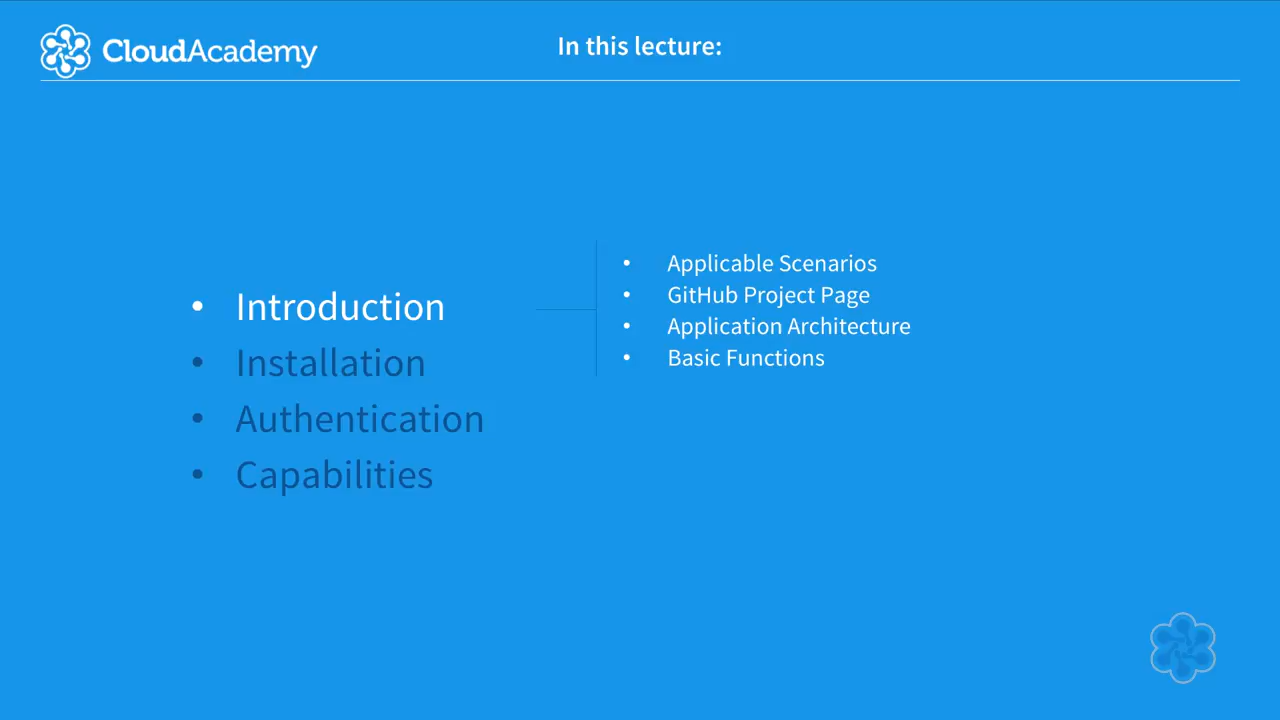 CloudAcademy
In this lecture:
• Introduction
• Installation
• Authentication
• Capabilities
• Applicable Scenarios
• GitHub Project Page
• Application Architecture
• Basic Functions